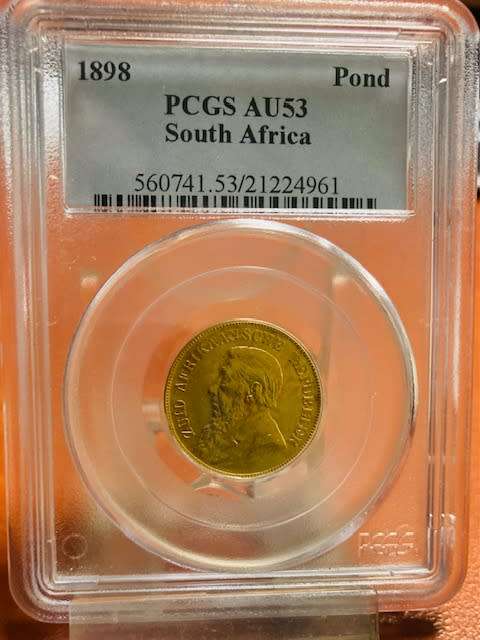 1898 Pond
PCGS AU53
South Africa
560741.53/21224961
ZUID AFRIKAANSCHE REPUBLIEK
PCGS